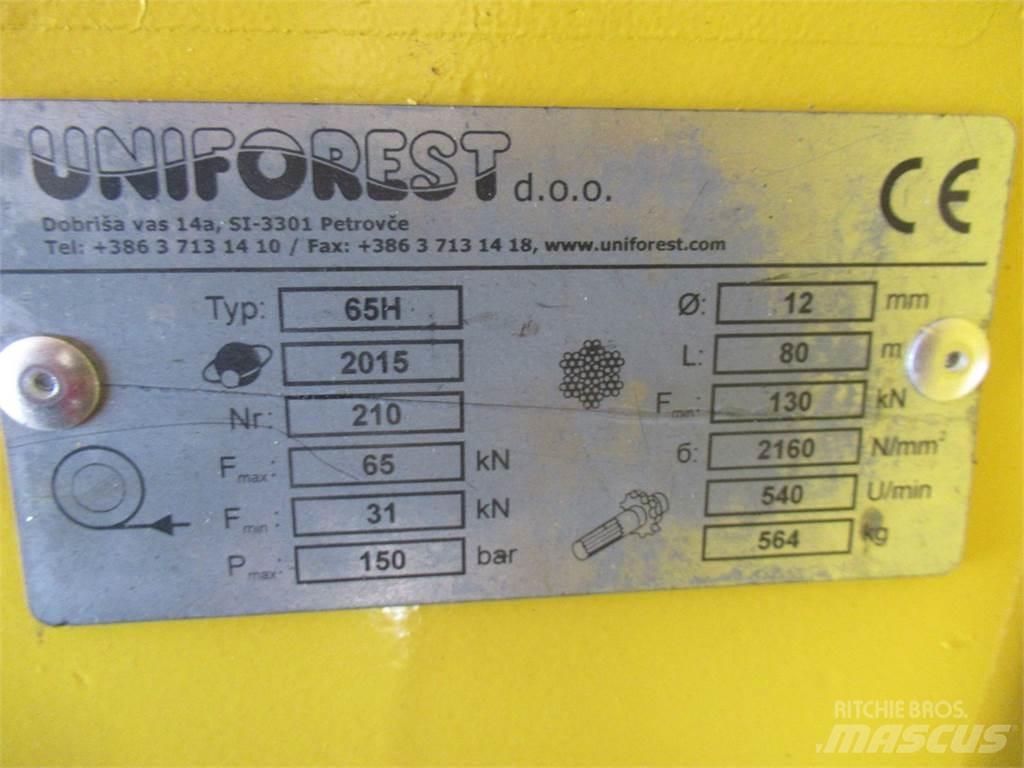 UNIFOREST d.o.o.
CE
Dobriša vas 14a, SI-3301 Petrovče
Tel: +386 3 713 14 10 / Fax: +386 3 713 14 18, www.uniforest.com
Typ: 65H
2015
Nr: 210
Fmax: 65 kN
Fmin: 31 kN
Pmax: 150 bar
Ø: 12 mm
L: 80 m
Fmin: 130 kN
б: 2160 N/mm²
540 U/min
564 kg
RITCHIE BROS.
MASCUS